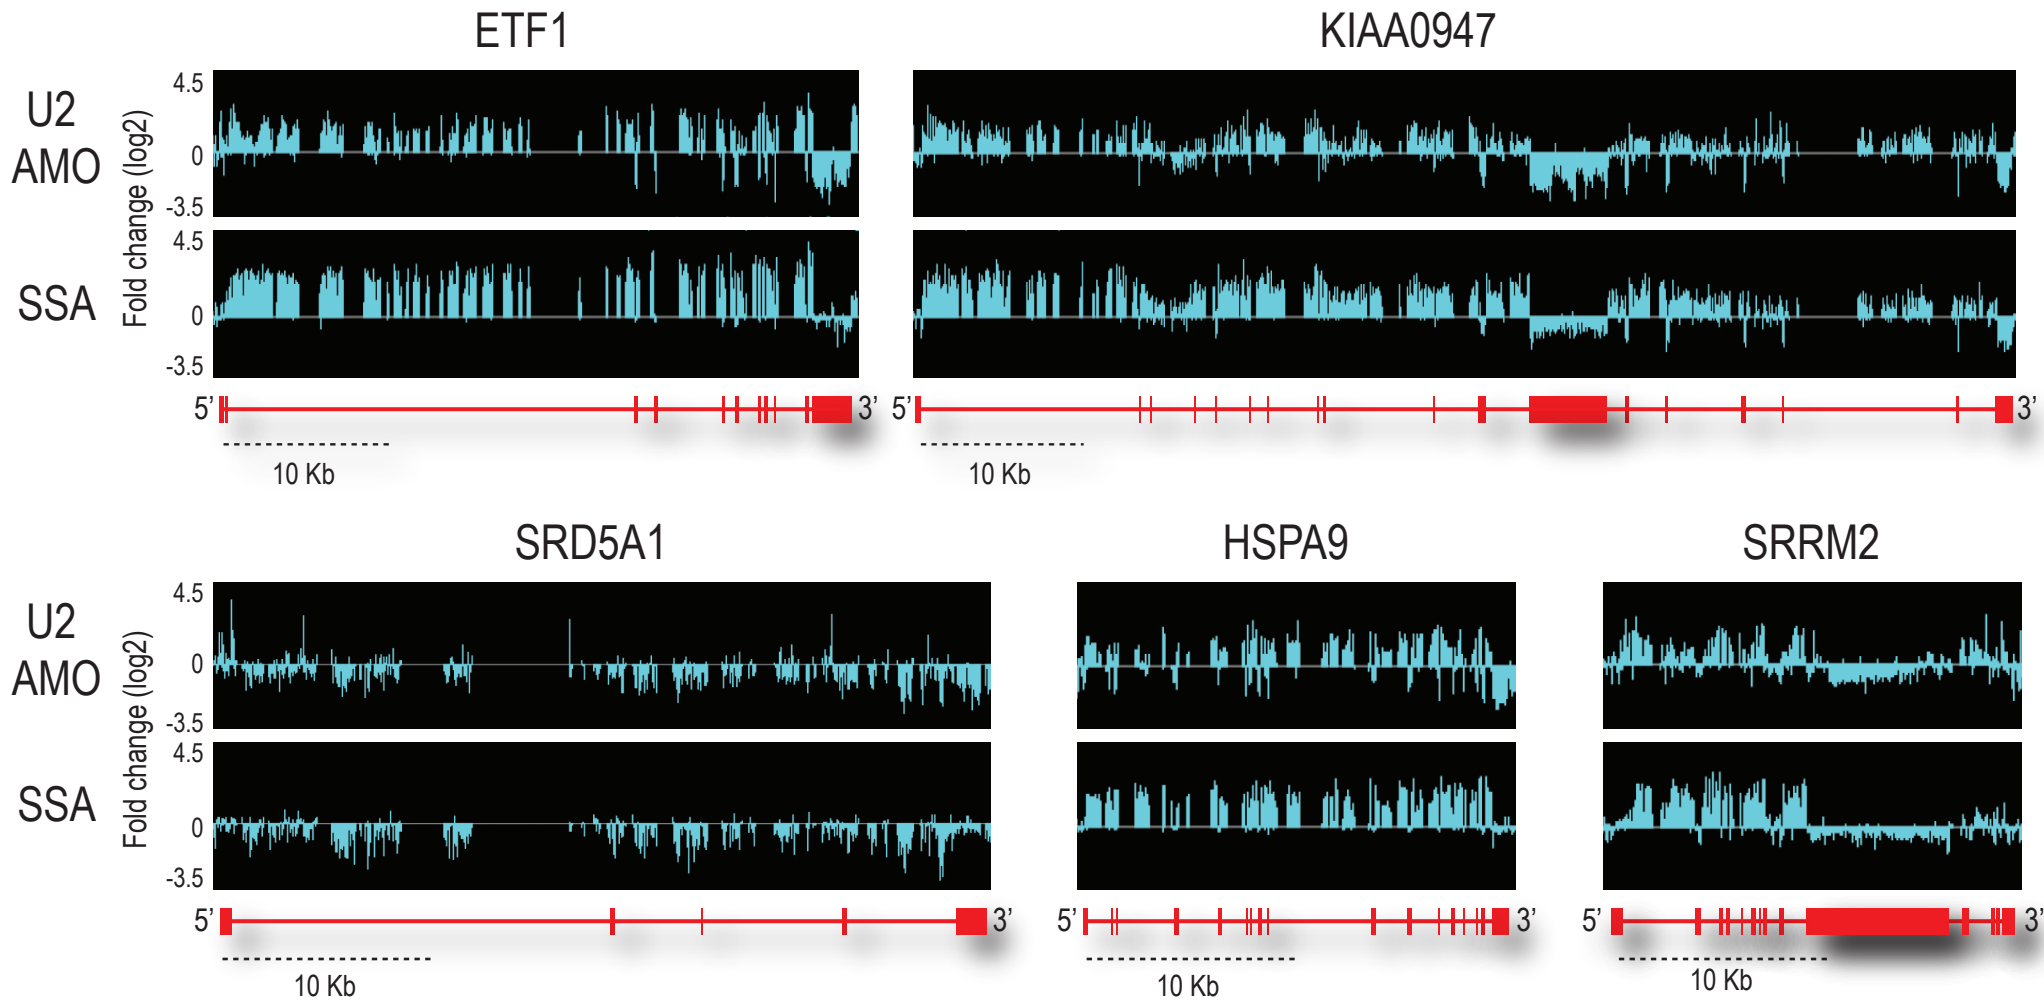 ETF1
KIAA0947
U2
AMO
Fold change (log2)
4.5
0
-3.5
SSA
4.5
0
-3.5
5’
3’
5’
3’
10 Kb
10 Kb
SRD5A1
HSPA9
SRRM2
U2
AMO
Fold change (log2)
4.5
0
-3.5
SSA
4.5
0
-3.5
5’
3’
5’
3’
5’
3’
10 Kb
10 Kb
10 Kb